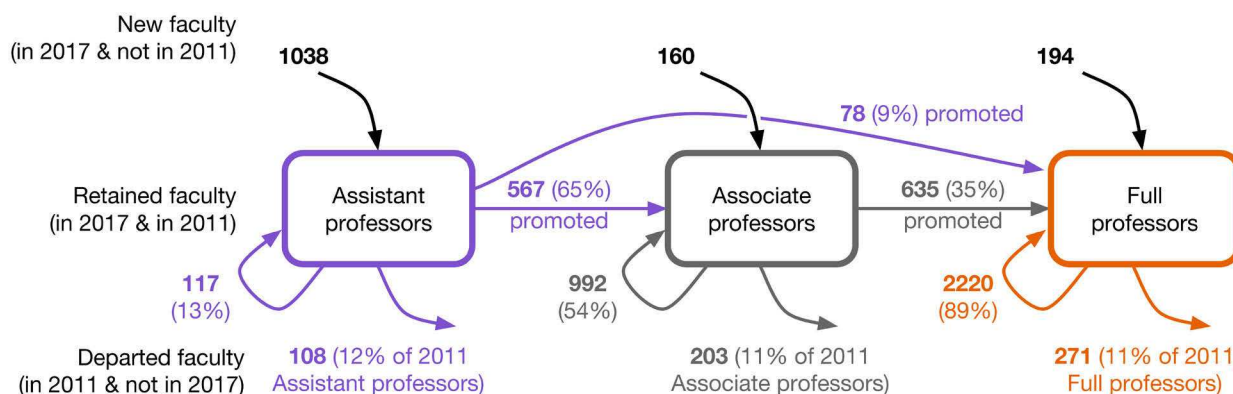 New faculty
(in 2017 & not in 2011)
1038
160
194
78 (9%) promoted
Retained faculty
(in 2017 & in 2011)
Assistant
professors
567 (65%)
promoted
Associate
professors
635 (35%)
promoted
Full
professors
117
(13%)
992
(54%)
2220
(89%)
Departed faculty
(in 2011 & not in 2017)
108 (12% of 2011
Assistant professors)
203 (11% of 2011
Associate professors)
271 (11% of 2011
Full professors)